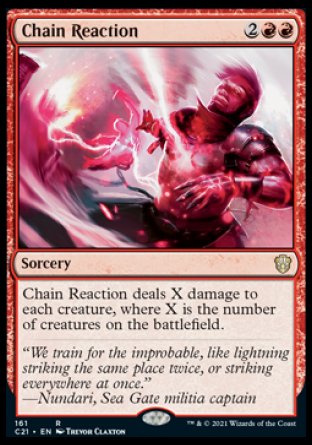 Chain Reaction 2
Sorcery
Chain Reaction deals X damage to
each creature, where X is the number
of creatures on the battlefield.
“We train for the improbable, like lightning
striking the same place twice, or striking
everywhere at once.”
—Nundari, Sea Gate militia captain
161 R
C21 • EN TREVOR CLAXTON
™ & © 2021 Wizards of the Coast